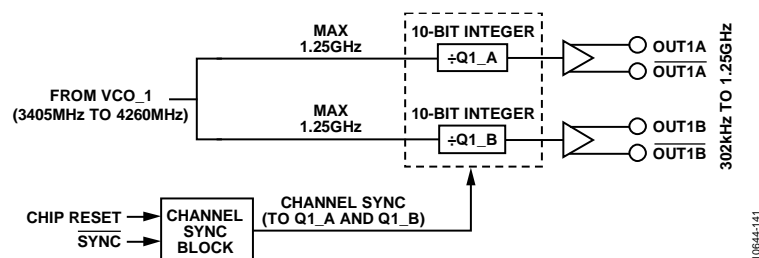 MAX
1.25GHz
10-BIT INTEGER
÷Q1_A
OUT1A
OUT1A
FROM VCO_1
(3405MHz TO 4260MHz)
MAX
1.25GHz
10-BIT INTEGER
÷Q1_B
OUT1B
OUT1B
302kHz TO 1.25GHz
CHIP RESET
SYNC
CHANNEL
SYNC
BLOCK
CHANNEL SYNC
(TO Q1_A AND Q1_B)
10644-141